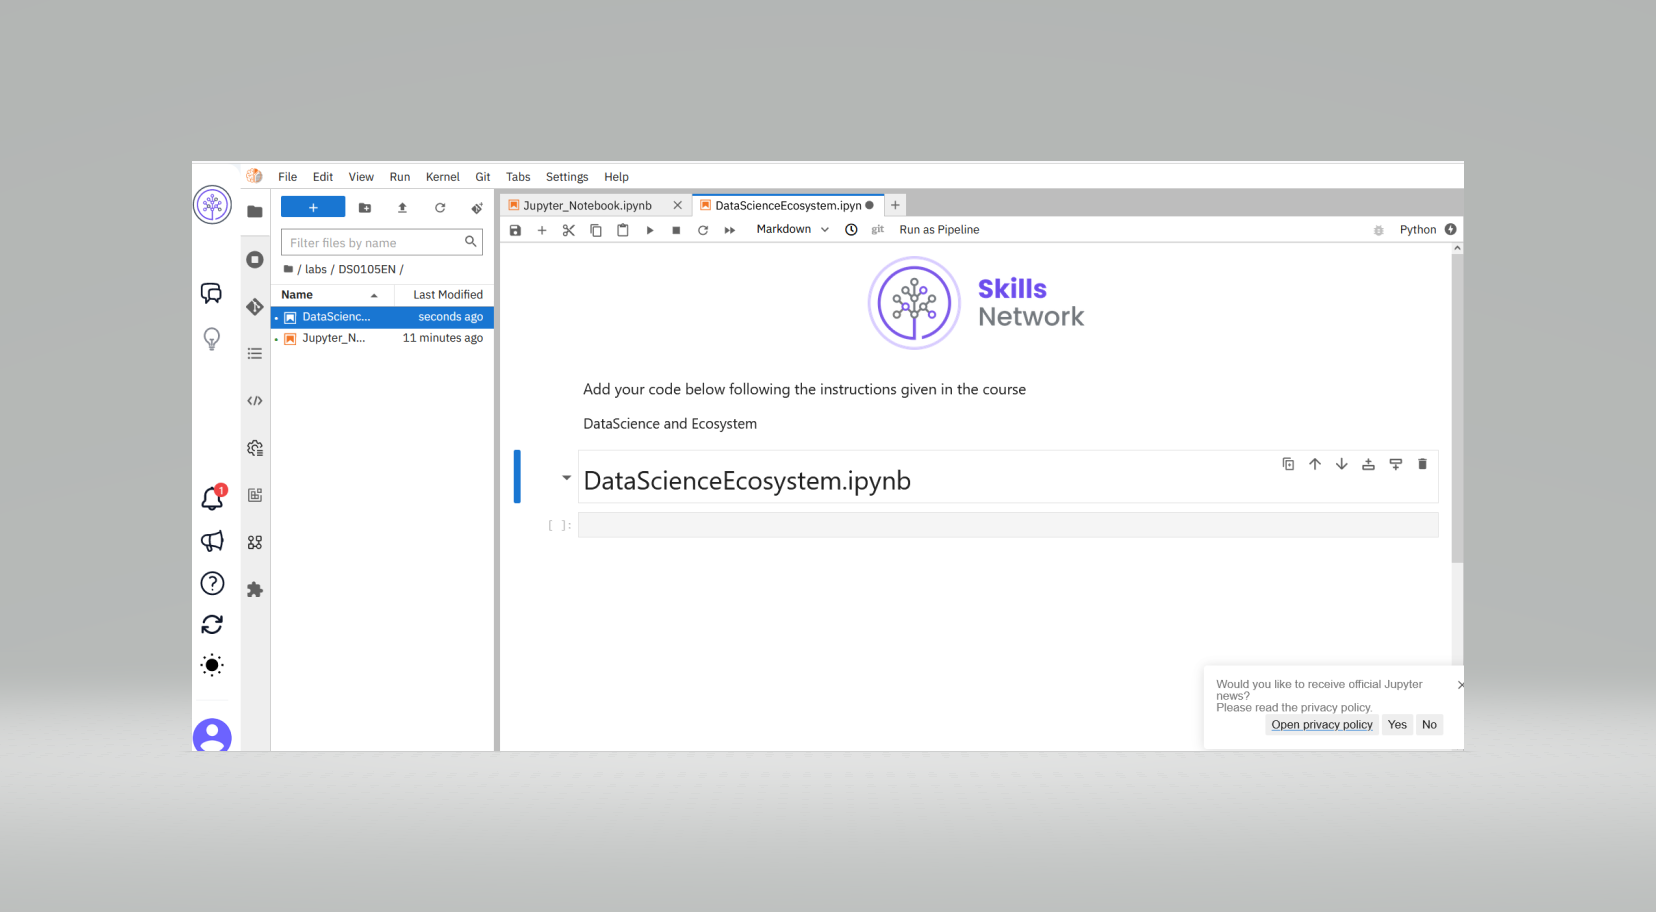 File Edit View Run Kernel Git Tabs Settings Help
+
Filter files by name
/ labs / DS0105EN /
Name Last Modified
DataScienc... seconds ago
Jupyter_N... 11 minutes ago
Jupyter_Notebook.ipynb DataScienceEcosystem.ipyn
Markdown git Run as Pipeline Python
Skills
Network
Add your code below following the instructions given in the course
DataScience and Ecosystem
DataScienceEcosystem.ipynb
[ ]:
1
Would you like to receive official Jupyter
news?
Please read the privacy policy.
Open privacy policy Yes No